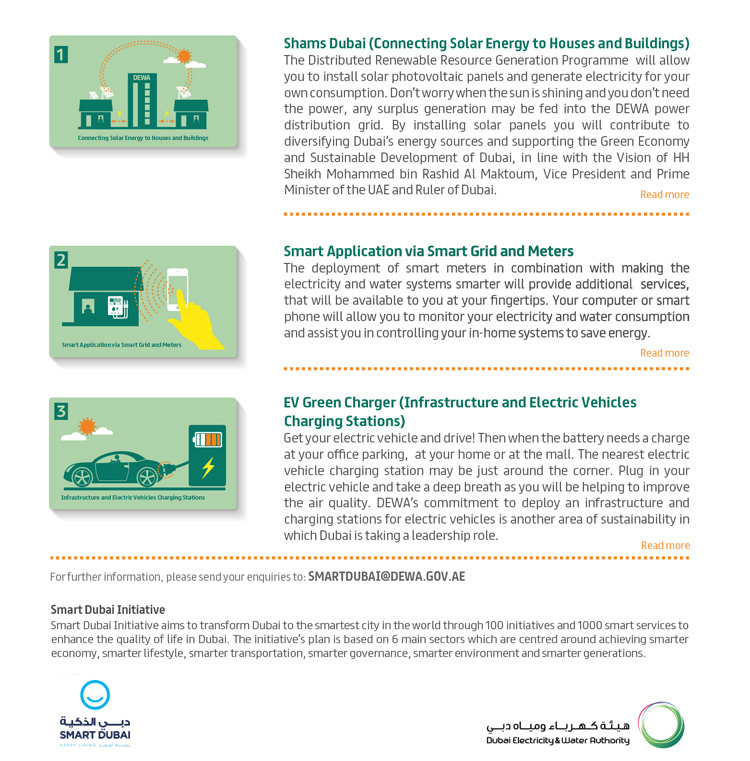 1
DEWA
Connecting Solar Energy to Houses and Buildings
Shams Dubai (Connecting Solar Energy to Houses and Buildings)
The Distributed Renewable Resource Generation Programme will allow
you to install solar photovoltaic panels and generate electricity for your
own consumption. Don't worry when the sun is shining and you don't need
the power, any surplus generation may be fed into the DEWA power
distribution grid. By installing solar panels you will contribute to
diversifying Dubai's energy sources and supporting the Green Economy
and Sustainable Development of Dubai, in line with the Vision of HH
Sheikh Mohammed bin Rashid Al Maktoum, Vice President and Prime
Minister of the UAE and Ruler of Dubai.
Read more
2
Smart Application via Smart Grid and Meters
Smart Application via Smart Grid and Meters
The deployment of smart meters in combination with making the
electricity and water systems smarter will provide additional services,
that will be available to you at your fingertips. Your computer or smart
phone will allow you to monitor your electricity and water consumption
and assist you in controlling your in-home systems to save energy.
Read more
3
Infrastructure and Electric Vehicles Charging Stations
EV Green Charger (Infrastructure and Electric Vehicles
Charging Stations)
Get your electric vehicle and drive! Then when the battery needs a charge
at your office parking, at your home or at the mall. The nearest electric
vehicle charging station may be just around the corner. Plug in your
electric vehicle and take a deep breath as you will be helping to improve
the air quality. DEWA's commitment to deploy an infrastructure and
charging stations for electric vehicles is another area of sustainability in
which Dubai is taking a leadership role.
Read more
For further information, please send your enquiries to: SMARTDUBAI@DEWA.GOV.AE
Smart Dubai Initiative
Smart Dubai Initiative aims to transform Dubai to the smartest city in the world through 100 initiatives and 1000 smart services to
enhance the quality of life in Dubai. The initiative's plan is based on 6 main sectors which are centred around achieving smarter
economy, smarter lifestyle, smarter transportation, smarter governance, smarter environment and smarter generations.
دبي الذكية
SMART DUBAI
HAPPY LIVING
هيئة كهرباء ومياه دبي
Dubai Electricity & Water Authority